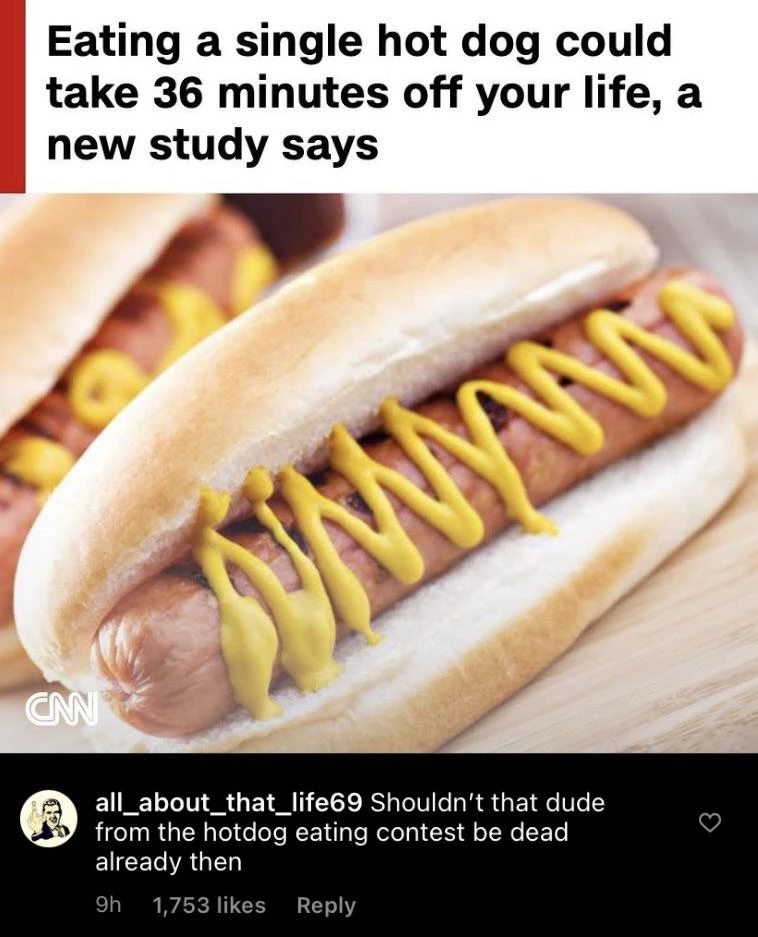 Eating a single hot dog could
take 36 minutes off your life, a
new study says
CNN
all_about_that_life69 Shouldn't that dude
from the hotdog eating contest be dead
already then
9h 1,753 likes Reply